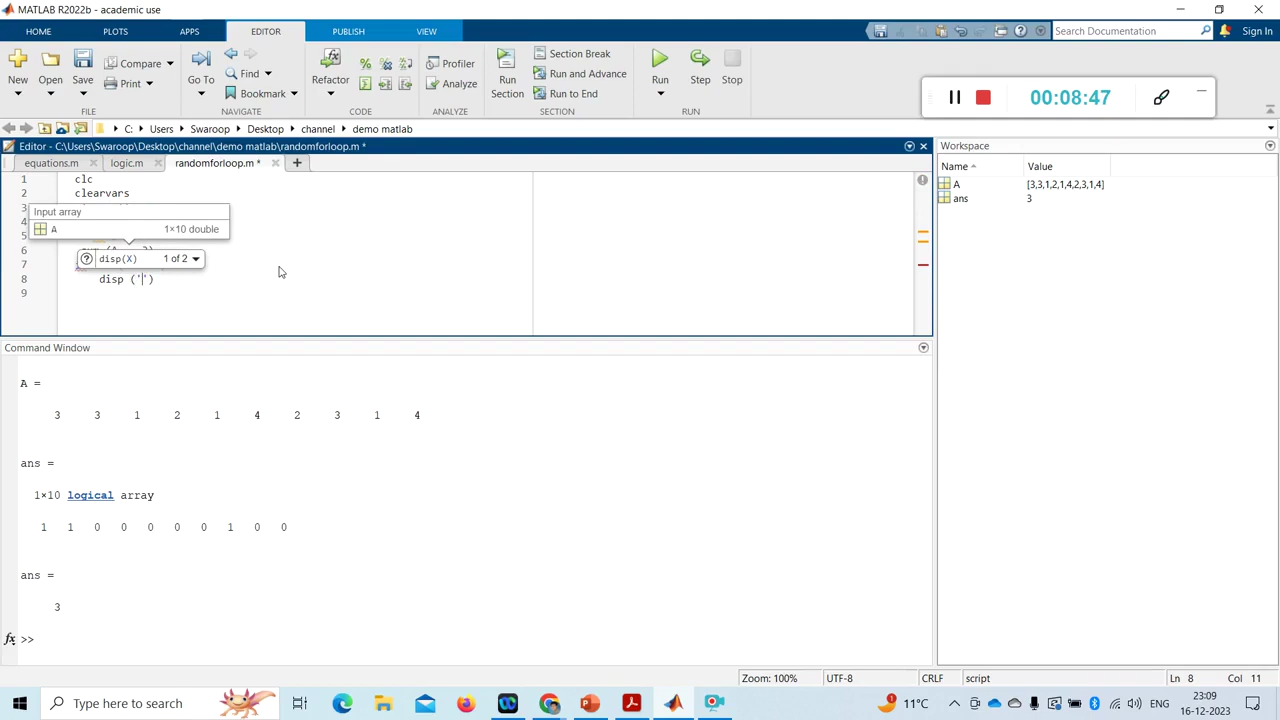 MATLAB R2022b - academic use
HOME PLOTS APPS EDITOR PUBLISH VIEW
Search Documentation
Sign In
New Open Save
Compare
Print
FILE
Go To
Find
Bookmark
NAVIGATE
Refactor
CODE
Profiler
Analyze
ANALYZE
Run Section
Section Break
Run and Advance
Run to End
SECTION
Run Step Stop
RUN
00:08:47
C: Users Swaroop Desktop channel demo matlab
Editor - C:\Users\Swaroop\Desktop\channel\demo matlab\randomforloop.m *
equations.m logic.m randomforloop.m *
1 clc
2 clearvars
3
4
5
6
7
8 disp ('')
9
Input array
A 1×10 double
disp(X) 1 of 2
Workspace
Name Value
A [3,3,1,2,1,4,2,3,1,4]
ans 3
Command Window
A =
3 3 1 2 1 4 2 3 1 4
ans =
1×10 logical array
1 1 0 0 0 0 0 1 0 0
ans =
3
fx >>
Zoom: 100% UTF-8 CRLF script Ln 8 Col 11
Type here to search
1
11°C
ENG
23:09
16-12-2023